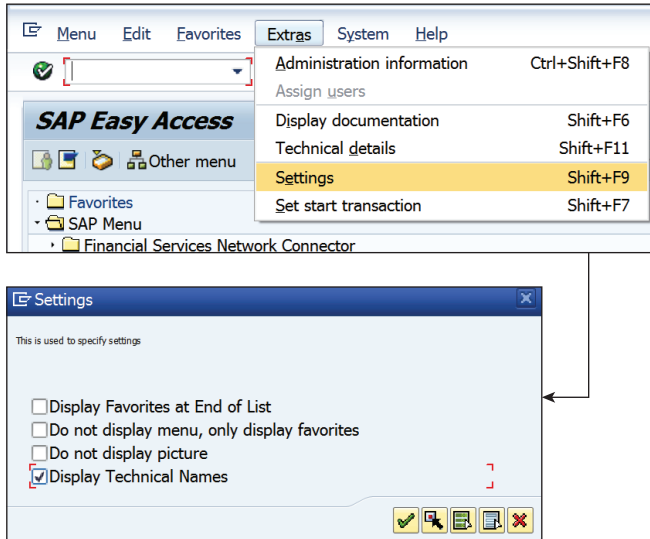 Menu Edit Favorites Extras System Help
Administration information Ctrl+Shift+F8
Assign users
SAP Easy Access
Display documentation Shift+F6
Other menu
Technical details Shift+F11
Settings Shift+F9
Favorites
Set start transaction Shift+F7
SAP Menu
Financial Services Network Connector
Settings
This is used to specify settings
Display Favorites at End of List
Do not display menu, only display favorites
Do not display picture
Display Technical Names